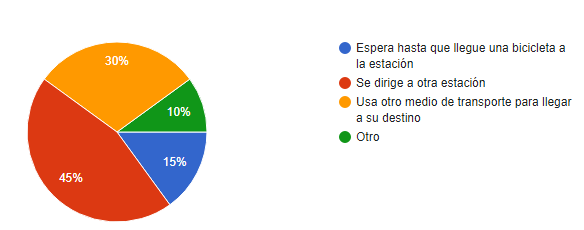 30%
10%
15%
45%
Espera hasta que llegue una bicicleta a
la estación
Se dirige a otra estación
Usa otro medio de transporte para llegar
a su destino
Otro